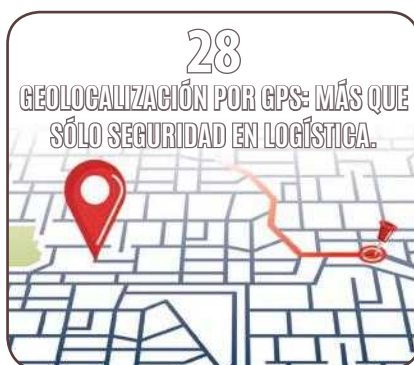 28
GEOLOCALIZACIÓN POR GPS: MÁS QUE
SÓLO SEGURIDAD EN LOGÍSTICA.